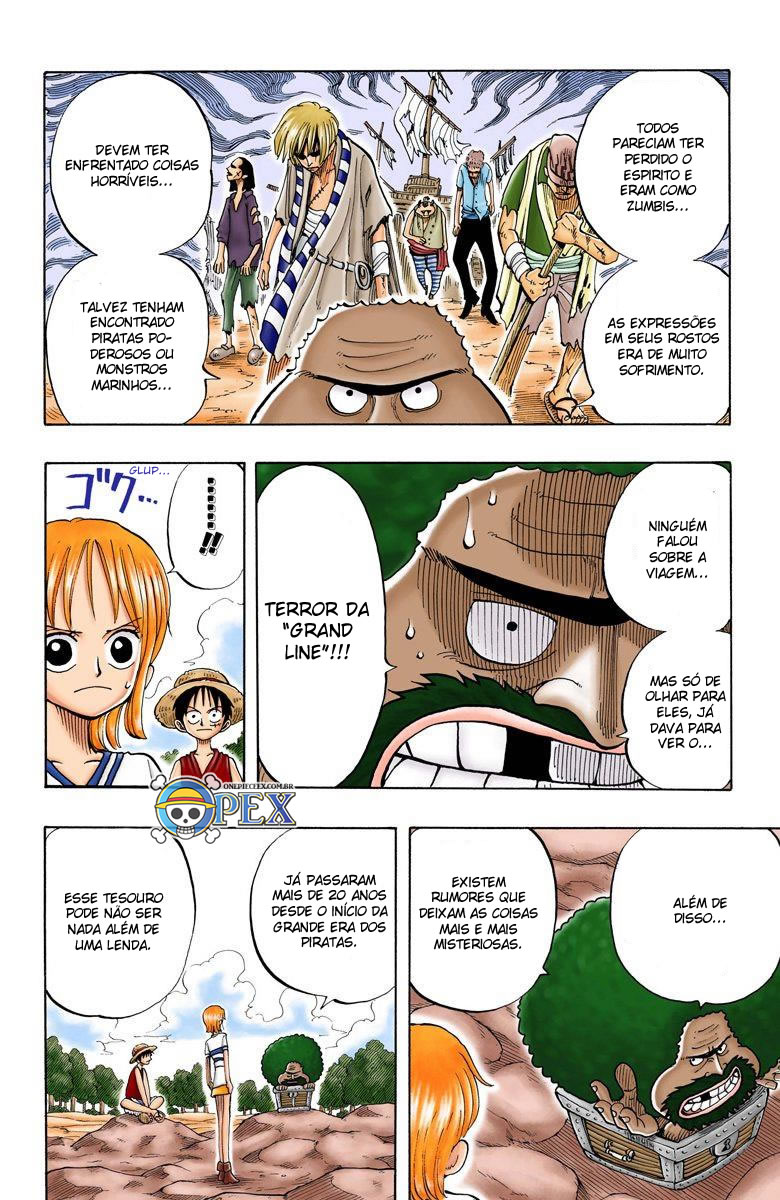 TODOS
PARECIAM TER
PERDIDO O
ESPIRITO E
ERAM COMO
ZUMBIS...
AS EXPRESSÕES
EM SEUS ROSTOS
ERA DE MUITO
SOFRIMENTO.
DEVEM TER
ENFRENTADO COISAS
HORRÍVEIS...
TALVEZ TENHAM
ENCONTRADO
PIRATAS PO-
DEROSOS OU
MONSTROS
MARINHOS...
NINGUÉM
FALOU
SOBRE A
VIAGEM...
MAS SÓ DE
OLHAR PARA
ELES, JÁ
DAVA PARA
VER O...
TERROR DA
"GRAND
LINE"!!!
.......!!
GLUP...
ゴク...
ONEPIECEEX.COM.BR
OPEX
ALÉM DE
DISSO...
EXISTEM
RUMORES QUE
DEIXAM AS COISAS
MAIS E MAIS
MISTERIOSAS.
JÁ PASSARAM
MAIS DE 20 ANOS
DESDE O INÍCIO DA
GRANDE ERA DOS
PIRATAS.
ESSE TESOURO
PODE NÃO SER
NADA ALÉM DE
UMA LENDA.